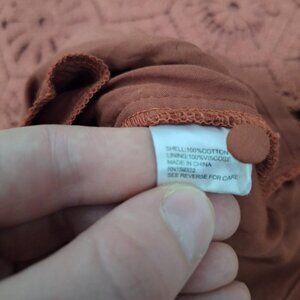 SHELL:100%COTTON
LINING:100%VISCOSE
MADE IN CHINA
SEE REVERSE FOR CARE